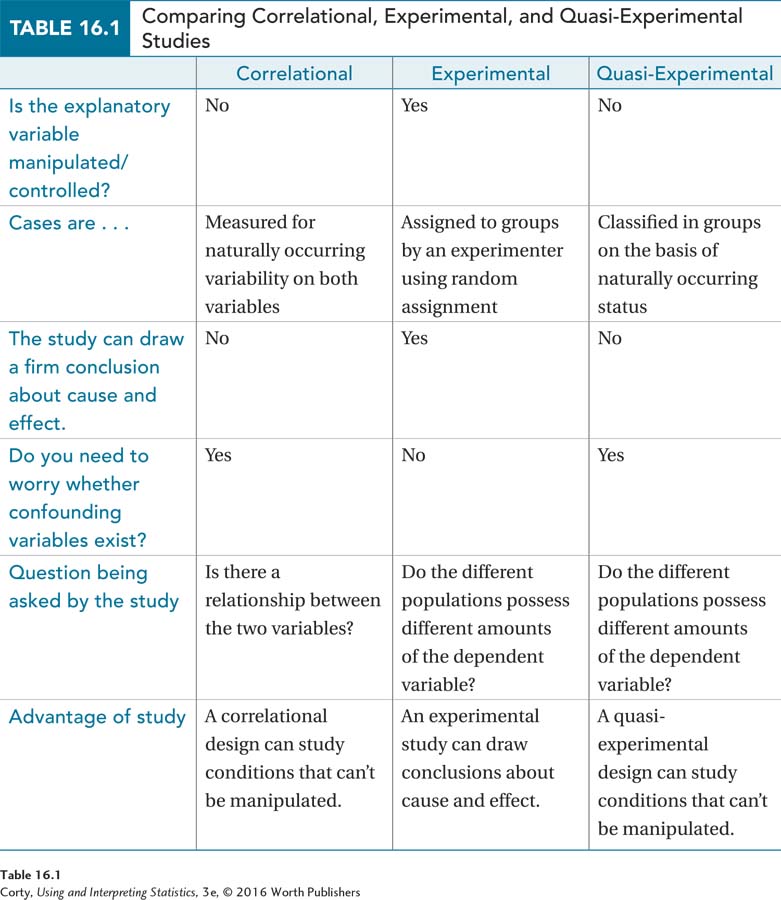 TABLE 16.1
Comparing Correlational, Experimental, and Quasi-Experimental
Studies
Correlational
Experimental
Quasi-Experimental
Is the explanatory
variable
manipulated/
controlled?
No
Yes
No
Cases are . . .
Measured for
naturally occurring
variability on both
variables
Assigned to groups
by an experimenter
using random
assignment
Classified in groups
on the basis of
naturally occurring
status
The study can draw
a firm conclusion
about cause and
effect.
No
Yes
No
Do you need to
worry whether
confounding
variables exist?
Yes
No
Yes
Question being
asked by the study
Is there a
relationship between
the two variables?
Do the different
populations possess
different amounts
of the dependent
variable?
Do the different
populations possess
different amounts
of the dependent
variable?
Advantage of study
A correlational
design can study
conditions that can’t
be manipulated.
An experimental
study can draw
conclusions about
cause and effect.
A quasi-
experimental
design can study
conditions that can’t
be manipulated.
Table 16.1
Corty, Using and Interpreting Statistics, 3e, © 2016 Worth Publishers